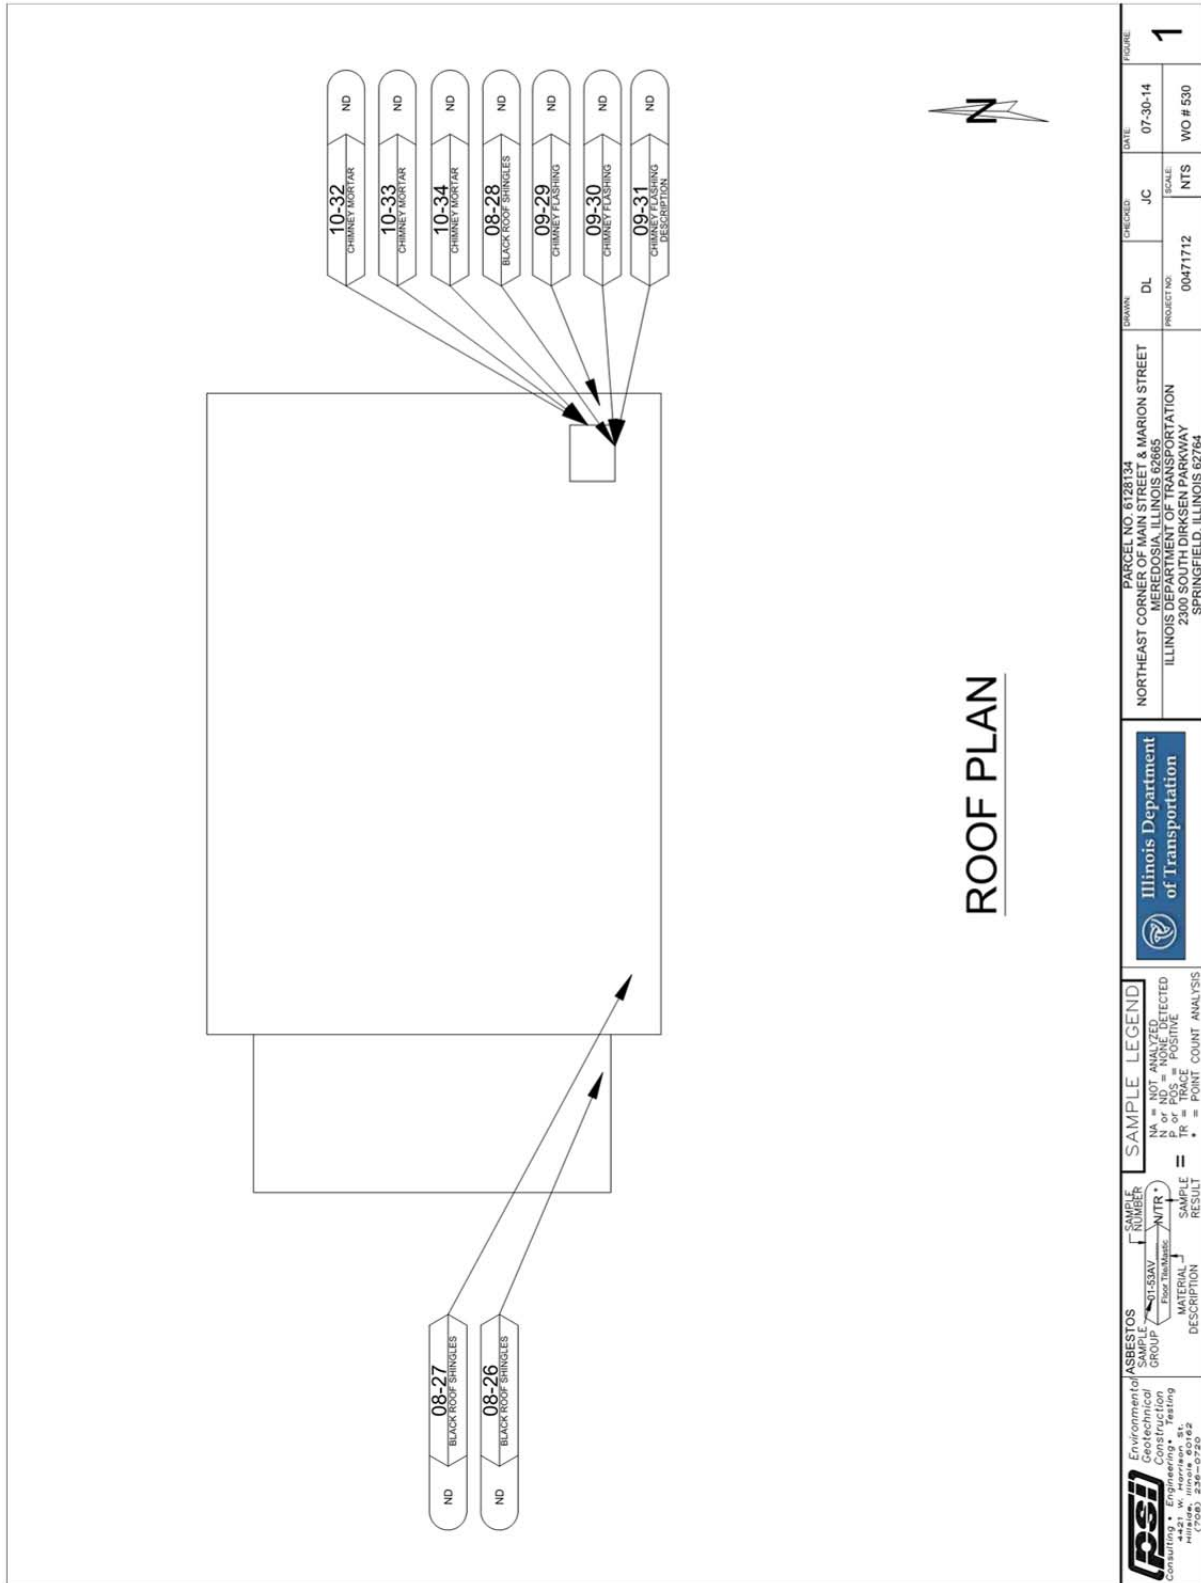 10-32
CHIMNEY MORTAR
ND
10-33
CHIMNEY MORTAR
ND
10-34
CHIMNEY MORTAR
ND
08-27
BLACK ROOF SHINGLES
ND
08-28
BLACK ROOF SHINGLES
ND
08-26
BLACK ROOF SHINGLES
ND
09-29
CHIMNEY FLASHING
ND
09-30
CHIMNEY FLASHING
ND
09-31
CHIMNEY FLASHING
DESCRIPTION
ND
N
ROOF PLAN
psi
Environmental
Geotechnical
Construction
Consulting • Engineering • Testing
4421 W. Harrison St.
Hillside, Illinois 60162
(708) 236-0720
ASBESTOS
SAMPLE
GROUP
SAMPLE
NUMBER
01-53AV
Floor Tile/Mastic
N/TR *
MATERIAL
DESCRIPTION
SAMPLE
RESULT
=
SAMPLE LEGEND
NA = NOT ANALYZED
N or ND = NONE DETECTED
P or POS = POSITIVE
TR = TRACE
* = POINT COUNT ANALYSIS
Illinois Department
of Transportation
PARCEL NO. 6128134
NORTHEAST CORNER OF MAIN STREET & MARION STREET
MEREDOSIA, ILLINOIS 62665
ILLINOIS DEPARTMENT OF TRANSPORTATION
2300 SOUTH DIRKSEN PARKWAY
SPRINGFIELD, ILLINOIS 62764
DRAWN:
DL
CHECKED:
JC
DATE:
07-30-14
FIGURE:
1
PROJECT NO:
00471712
SCALE:
NTS
WO # 530